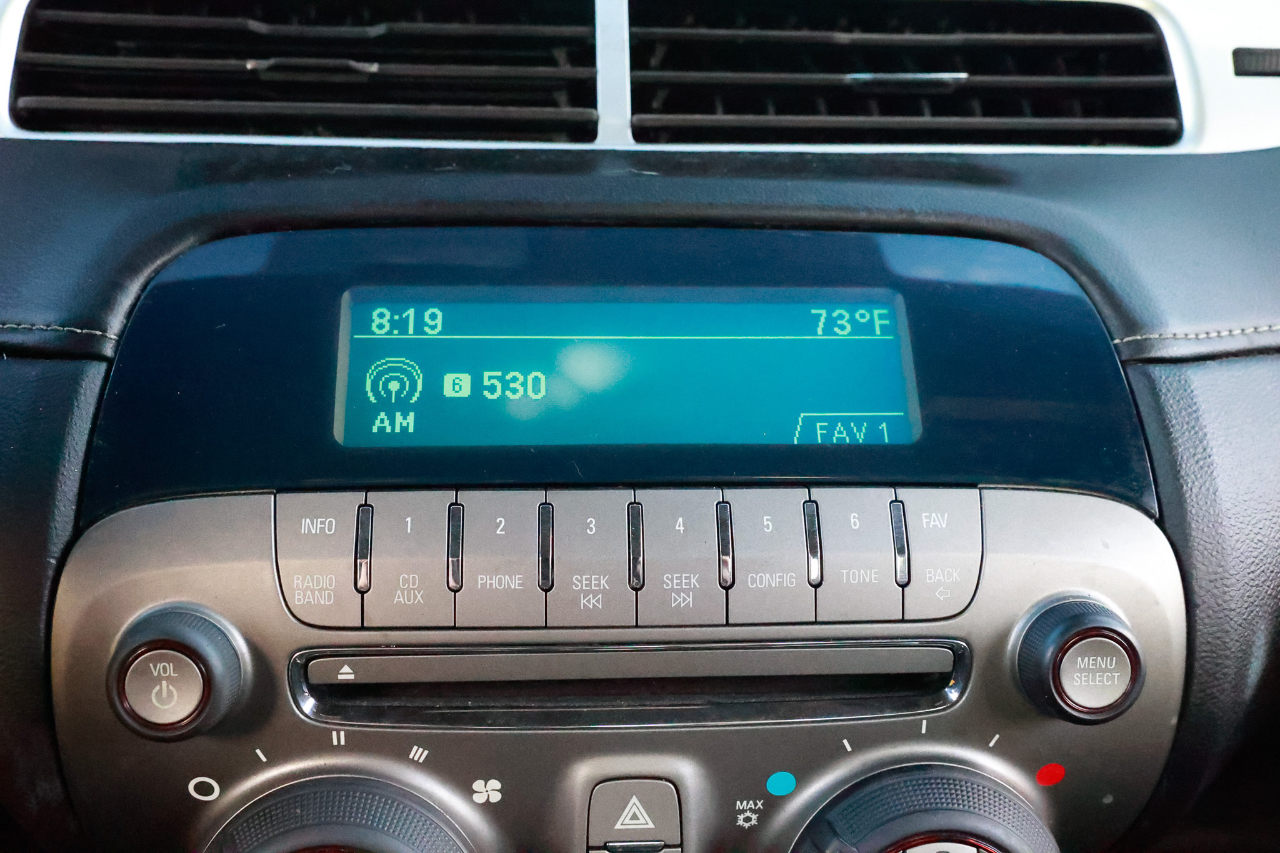 8:19 73°F
6 530
AM
FAV 1
INFO 1 2 3 4 5 6 FAV
RADIO BAND CD AUX PHONE SEEK SEEK CONFIG TONE BACK
VOL
MENU SELECT
MAX